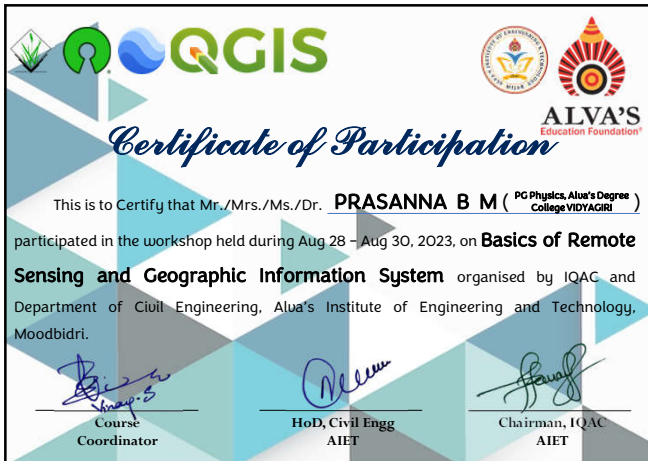 QGIS
ALVA'S
Education Foundation®
Certificate of Participation
This is to Certify that Mr./Mrs./Ms./Dr. PRASANNA B M ( PG Physics, Alva's Degree
College VIDYAGIRI )
participated in the workshop held during Aug 28 - Aug 30, 2023, on Basics of Remote
Sensing and Geographic Information System organised by IQAC and
Department of Civil Engineering, Alva's Institute of Engineering and Technology,
Moodbidri.
Vinay.S
Course
Coordinator
HoD, Civil Engg
AIET
Chairman, IQAC
AIET